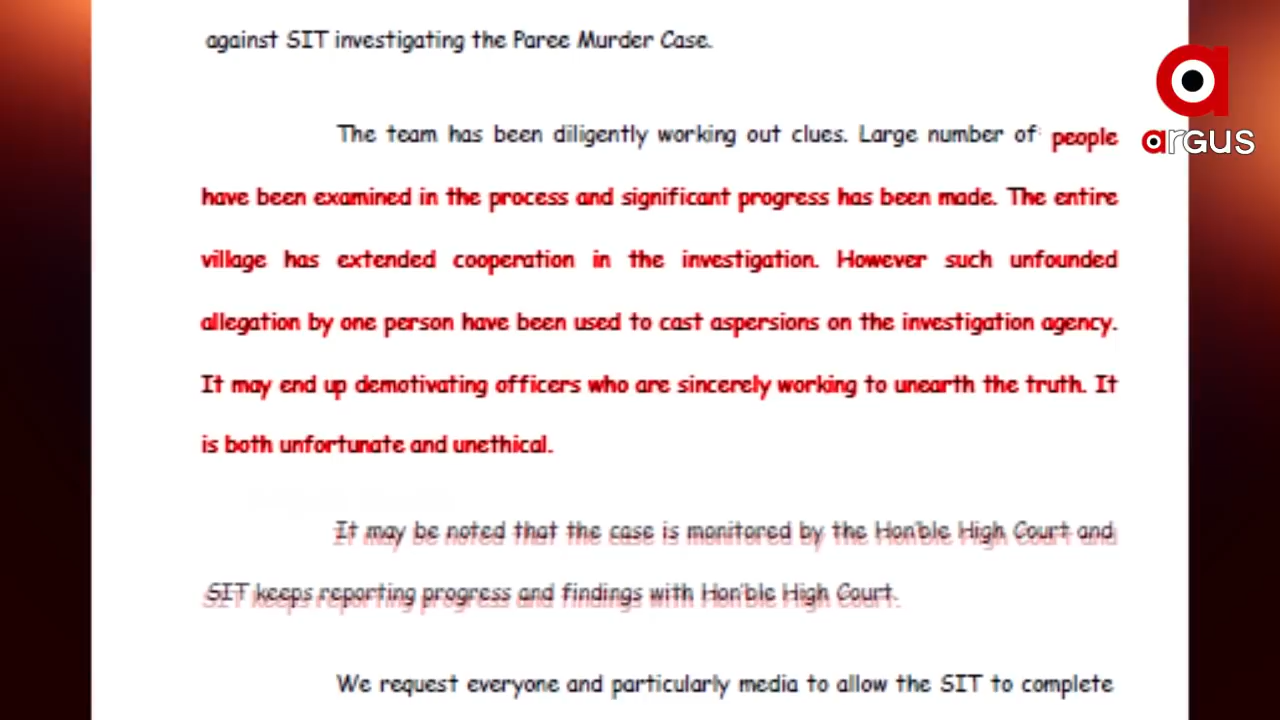 against SIT investigating the Paree Murder Case.
The team has been diligently working out clues. Large number of people
have been examined in the process and significant progress has been made. The entire
village has extended cooperation in the investigation. However such unfounded
allegation by one person have been used to cast aspersions on the investigation agency.
It may end up demotivating officers who are sincerely working to unearth the truth. It
is both unfortunate and unethical.
It may be noted that the case is monitored by the Hon'ble High Court and
SIT keeps reporting progress and findings with Hon'ble High Court.
We request everyone and particularly media to allow the SIT to complete
argus